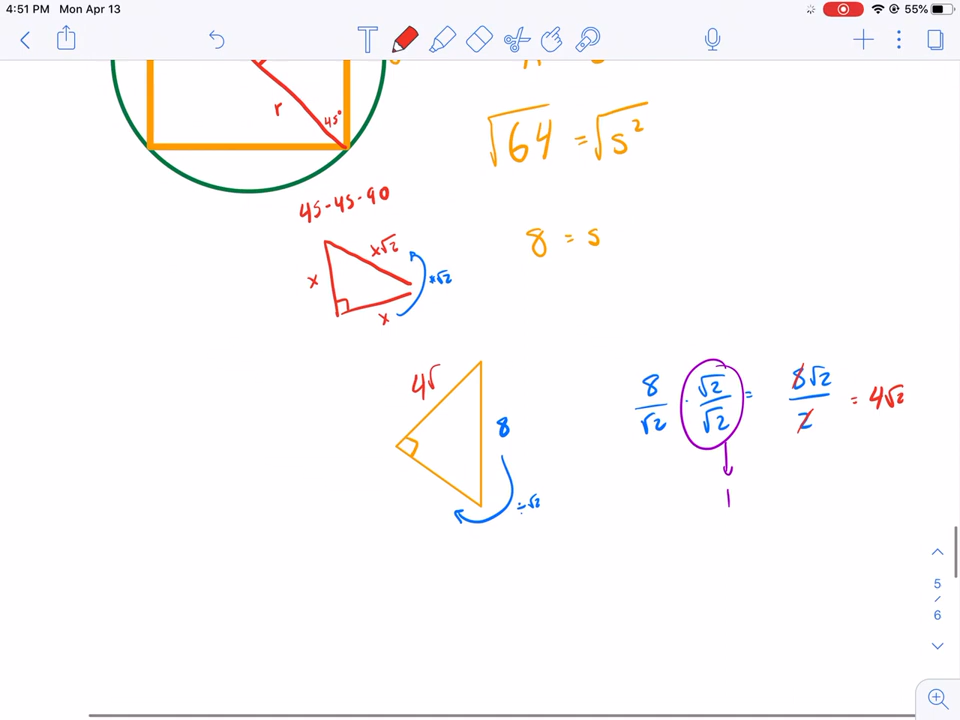 4:51 PM Mon Apr 13
55%
T
r
45°
√64 = √s²
45-45-90
x√2
x
x
×√2
8 = s
4√
8
÷√2
8/√2 · √2/√2 = 8√2/2 = 4√2
1
5
/
6